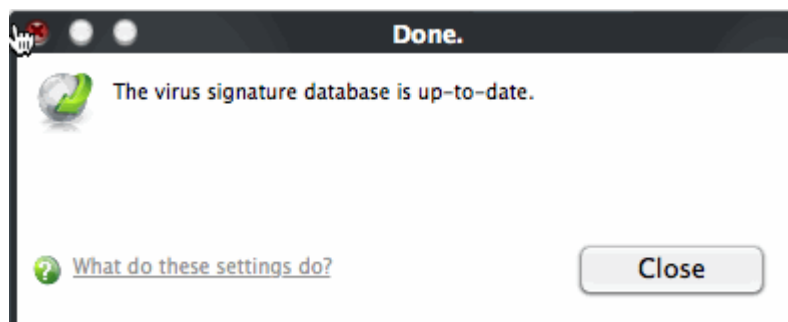 Done.
The virus signature database is up-to-date.
What do these settings do?
Close